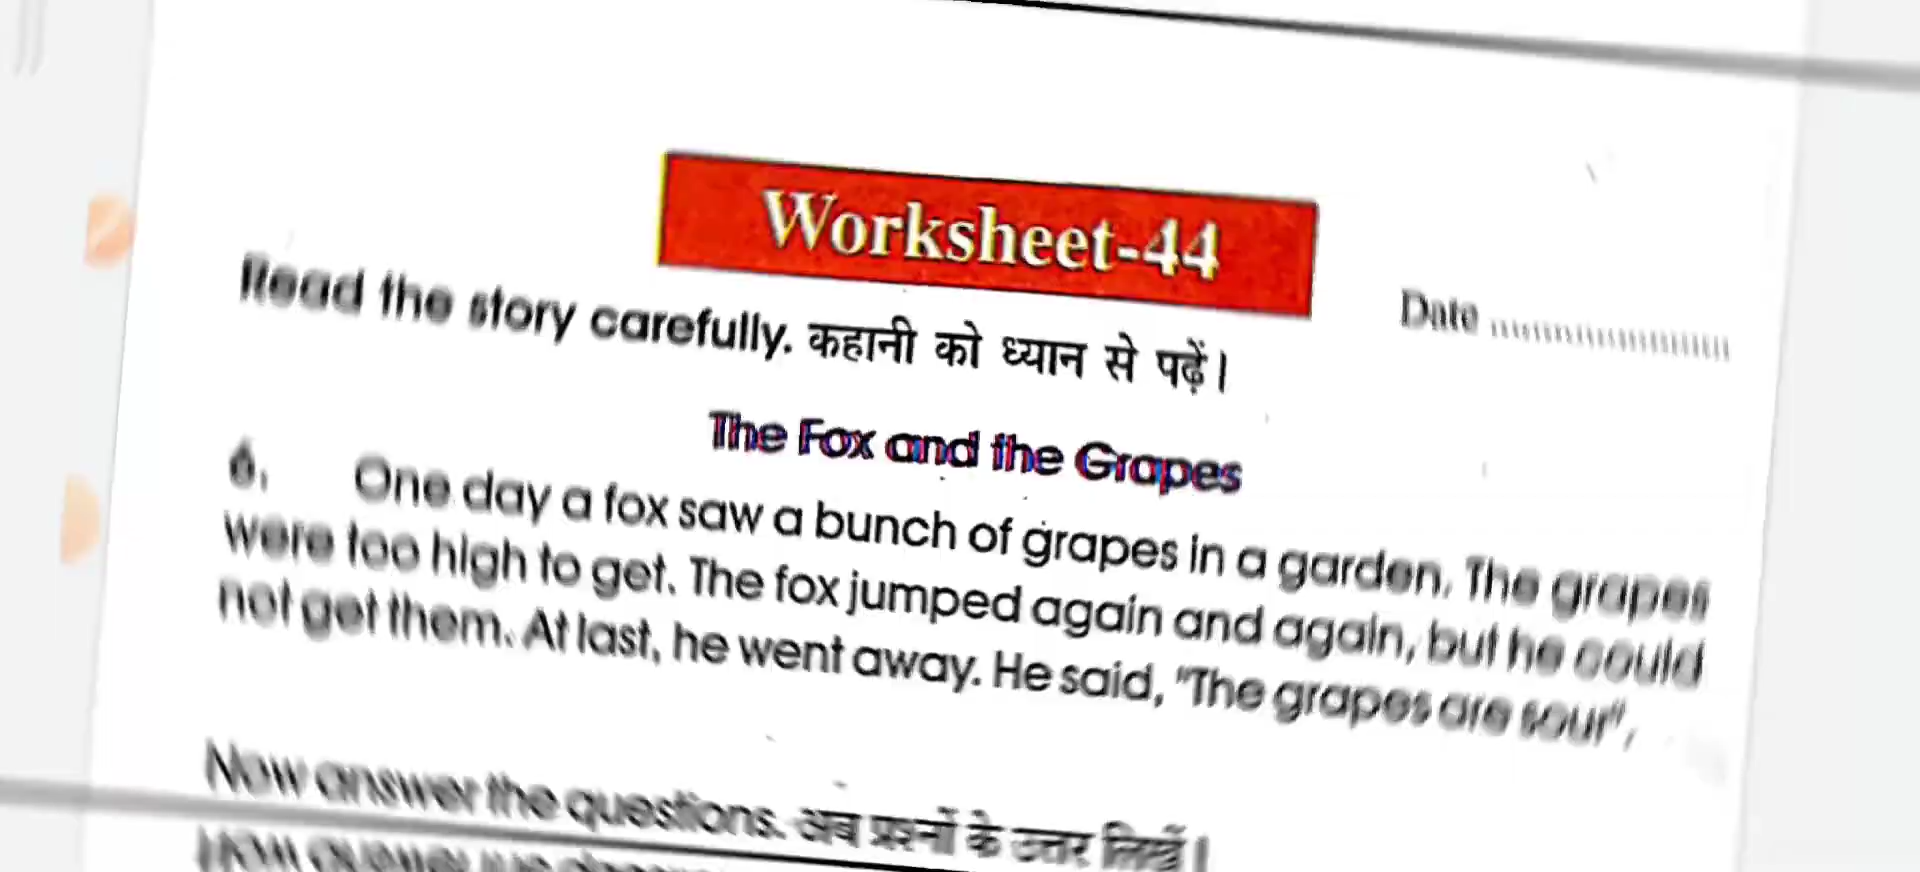 Worksheet-44
Date ......................
Read the story carefully. कहानी को ध्यान से पढ़ें।
The Fox and the Grapes
6. One day a fox saw a bunch of grapes in a garden. The grapes
were too high to get. The fox jumped again and again, but he could
not get them. At last, he went away. He said, "The grapes are sour".
Now answer the questions. अब प्रश्नों के उत्तर लिखें।